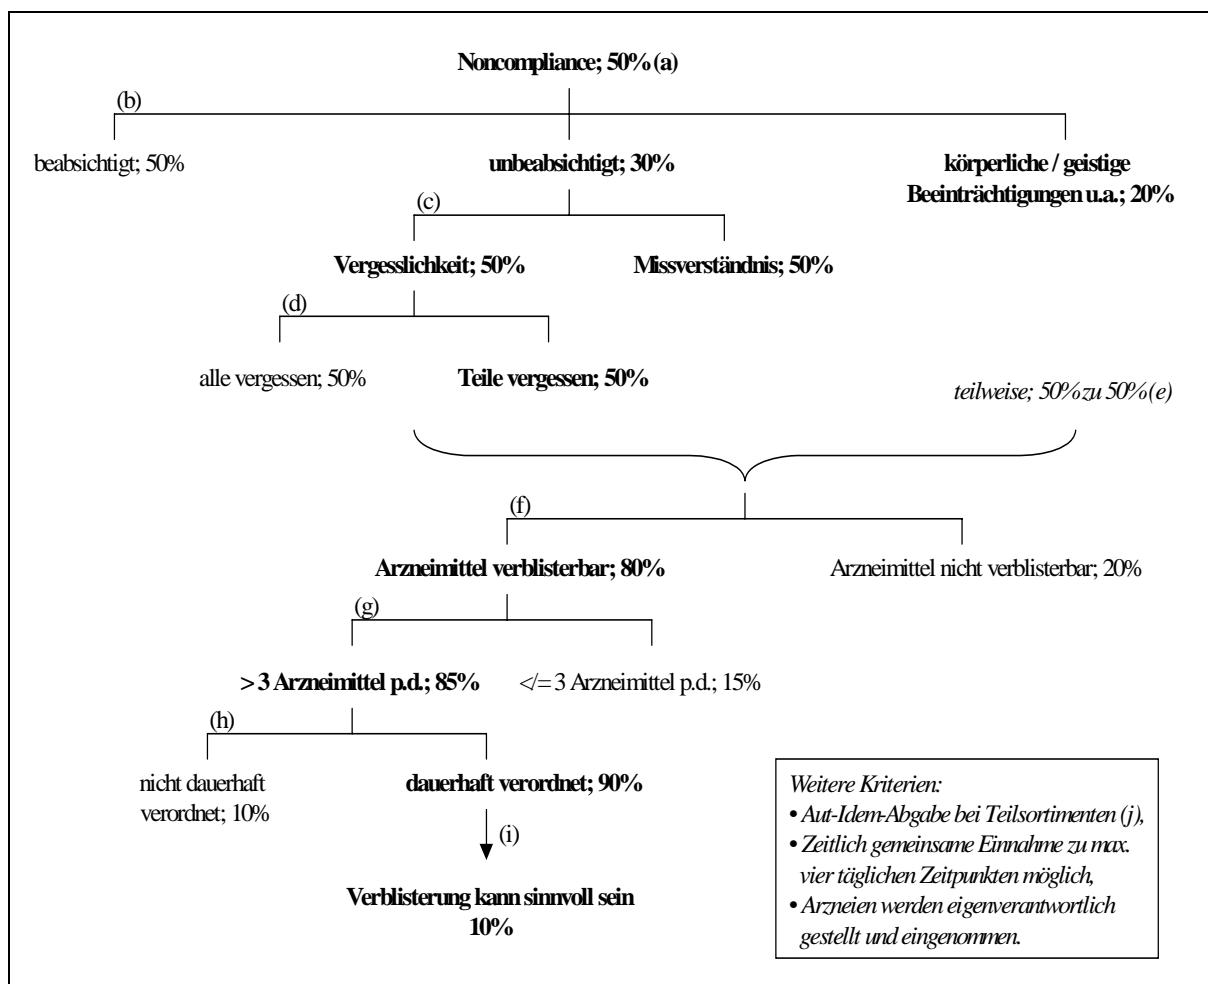 Noncompliance; 50% (a)
(b)
beabsichtigt; 50%
unbeabsichtigt; 30%
körperliche / geistige
Beeinträchtigungen u.a.; 20%
(c)
Vergesslichkeit; 50%
Missverständnis; 50%
(d)
alle vergessen; 50%
Teile vergessen; 50%
teilweise; 50% zu 50% (e)
(f)
Arzneimittel verblisterbar; 80%
Arzneimittel nicht verblisterbar; 20%
(g)
> 3 Arzneimittel p.d.; 85%
</= 3 Arzneimittel p.d.; 15%
(h)
nicht dauerhaft
verordnet; 10%
dauerhaft verordnet; 90%
(i)
Verblisterung kann sinnvoll sein
10%
Weitere Kriterien:
• Aut-Idem-Abgabe bei Teilsortimenten (j),
• Zeitlich gemeinsame Einnahme zu max.
vier täglichen Zeitpunkten möglich,
• Arzneien werden eigenverantwortlich
gestellt und eingenommen.